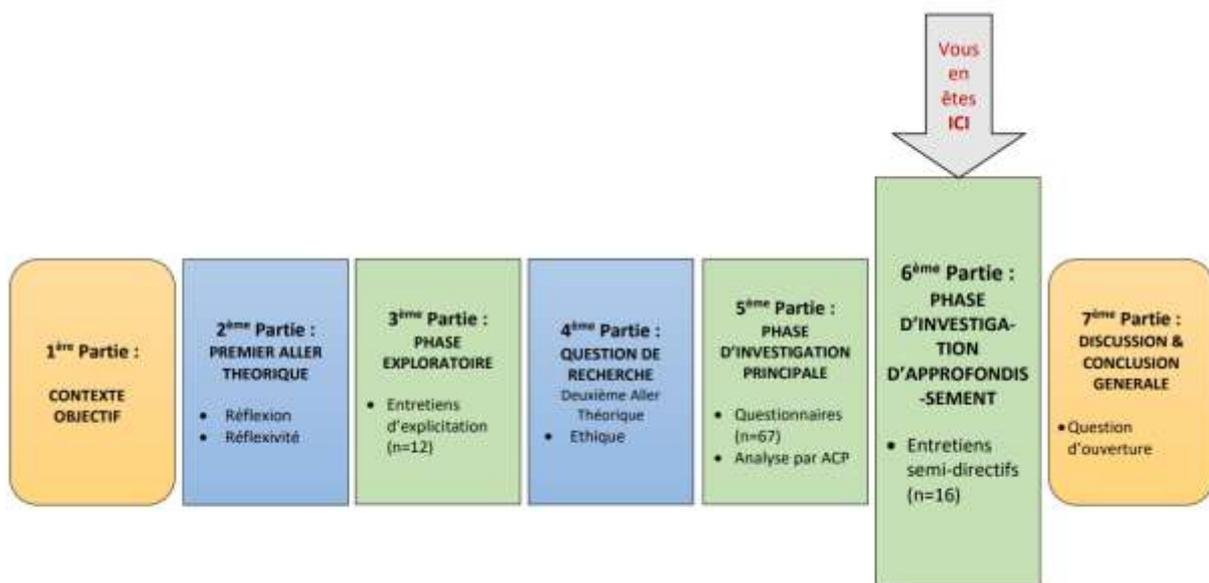 Vous
en
êtes
ICI
1ère Partie :
CONTEXTE
OBJECTIF
2ème Partie :
PREMIER ALLER
THEORIQUE
• Réflexion
• Réflexivité
3ème Partie :
PHASE
EXPLORATOIRE
• Entretiens
d'explicitation
(n=12)
4ème Partie :
QUESTION DE
RECHERCHE
Deuxième Aller
Théorique
• Ethique
5ème Partie :
PHASE
D'INVESTIGATION
PRINCIPALE
• Questionnaires
(n=67)
• Analyse par ACP
6ème Partie :
PHASE
D'INVESTIGA-
TION
D'APPROFONDIS
-SEMENT
• Entretiens
semi-directifs
(n=16)
7ème Partie :
DISCUSSION &
CONCLUSION
GENERALE
• Question
d'ouverture